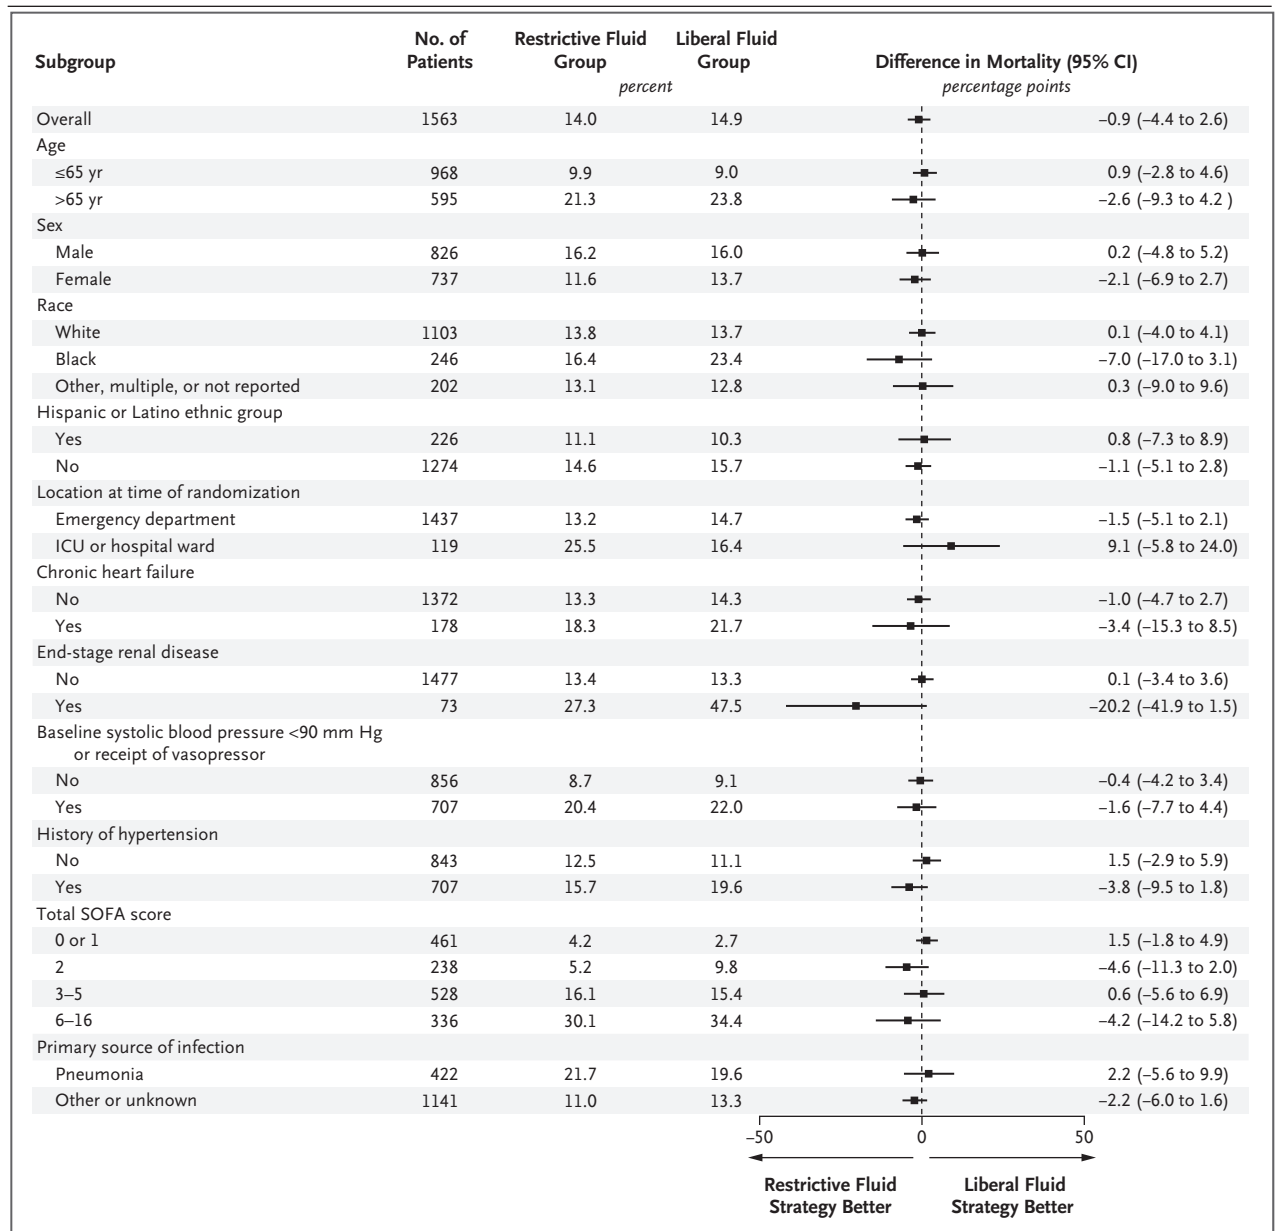 Subgroup No. of Patients Restrictive Fluid Group Liberal Fluid Group Difference in Mortality (95% CI)
percent percentage points
Overall 1563 14.0 14.9 –0.9 (–4.4 to 2.6)
Age
≤65 yr 968 9.9 9.0 0.9 (–2.8 to 4.6)
>65 yr 595 21.3 23.8 –2.6 (–9.3 to 4.2 )
Sex
Male 826 16.2 16.0 0.2 (–4.8 to 5.2)
Female 737 11.6 13.7 –2.1 (–6.9 to 2.7)
Race
White 1103 13.8 13.7 0.1 (–4.0 to 4.1)
Black 246 16.4 23.4 –7.0 (–17.0 to 3.1)
Other, multiple, or not reported 202 13.1 12.8 0.3 (–9.0 to 9.6)
Hispanic or Latino ethnic group
Yes 226 11.1 10.3 0.8 (–7.3 to 8.9)
No 1274 14.6 15.7 –1.1 (–5.1 to 2.8)
Location at time of randomization
Emergency department 1437 13.2 14.7 –1.5 (–5.1 to 2.1)
ICU or hospital ward 119 25.5 16.4 9.1 (–5.8 to 24.0)
Chronic heart failure
No 1372 13.3 14.3 –1.0 (–4.7 to 2.7)
Yes 178 18.3 21.7 –3.4 (–15.3 to 8.5)
End-stage renal disease
No 1477 13.4 13.3 0.1 (–3.4 to 3.6)
Yes 73 27.3 47.5 –20.2 (–41.9 to 1.5)
Baseline systolic blood pressure <90 mm Hg
or receipt of vasopressor
No 856 8.7 9.1 –0.4 (–4.2 to 3.4)
Yes 707 20.4 22.0 –1.6 (–7.7 to 4.4)
History of hypertension
No 843 12.5 11.1 1.5 (–2.9 to 5.9)
Yes 707 15.7 19.6 –3.8 (–9.5 to 1.8)
Total SOFA score
0 or 1 461 4.2 2.7 1.5 (–1.8 to 4.9)
2 238 5.2 9.8 –4.6 (–11.3 to 2.0)
3–5 528 16.1 15.4 0.6 (–5.6 to 6.9)
6–16 336 30.1 34.4 –4.2 (–14.2 to 5.8)
Primary source of infection
Pneumonia 422 21.7 19.6 2.2 (–5.6 to 9.9)
Other or unknown 1141 11.0 13.3 –2.2 (–6.0 to 1.6)
–50 0 50
Restrictive Fluid Strategy Better Liberal Fluid Strategy Better